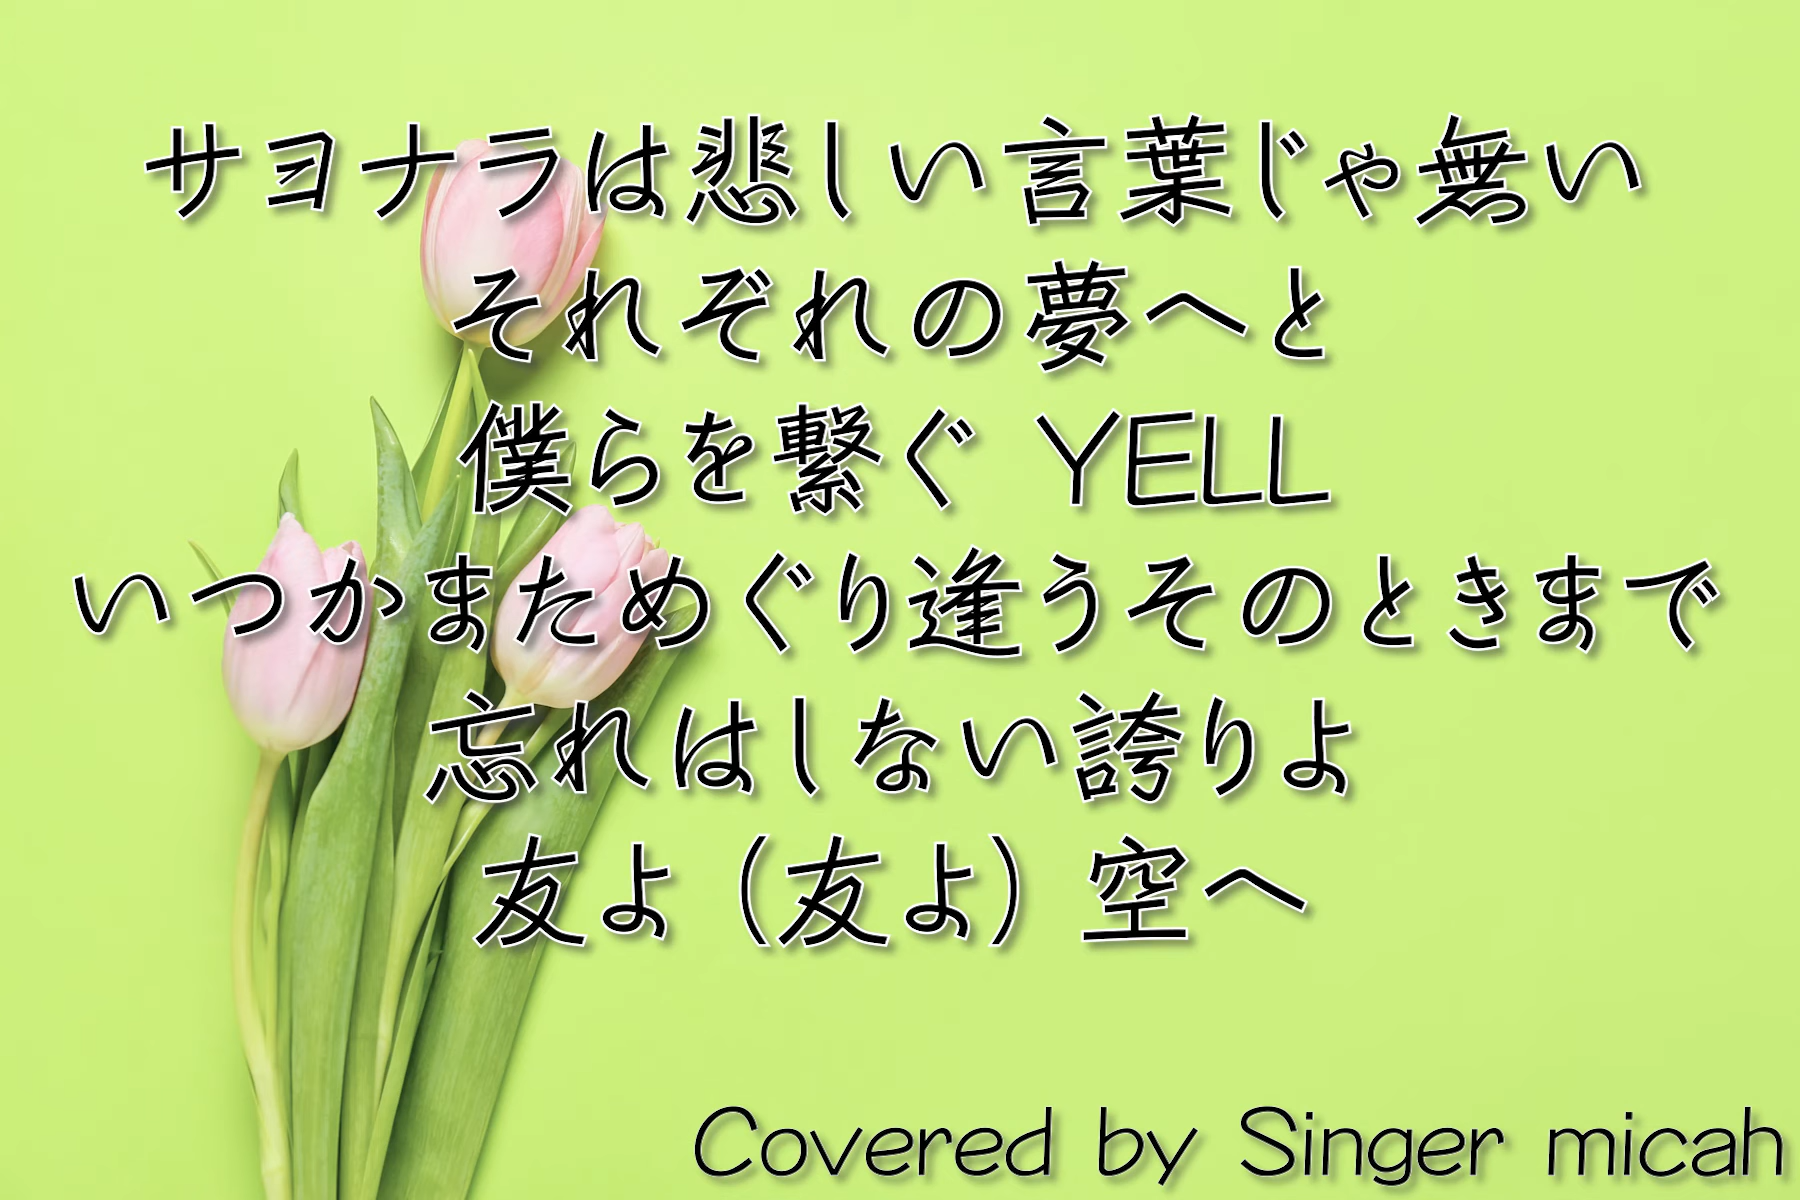 サヨナラは悲しい言葉じゃ無い
それぞれの夢へと
僕らを繋ぐ YELL
いつかまためぐり逢うそのときまで
忘れはしない誇りよ
友よ (友よ) 空へ
Covered by Singer micah